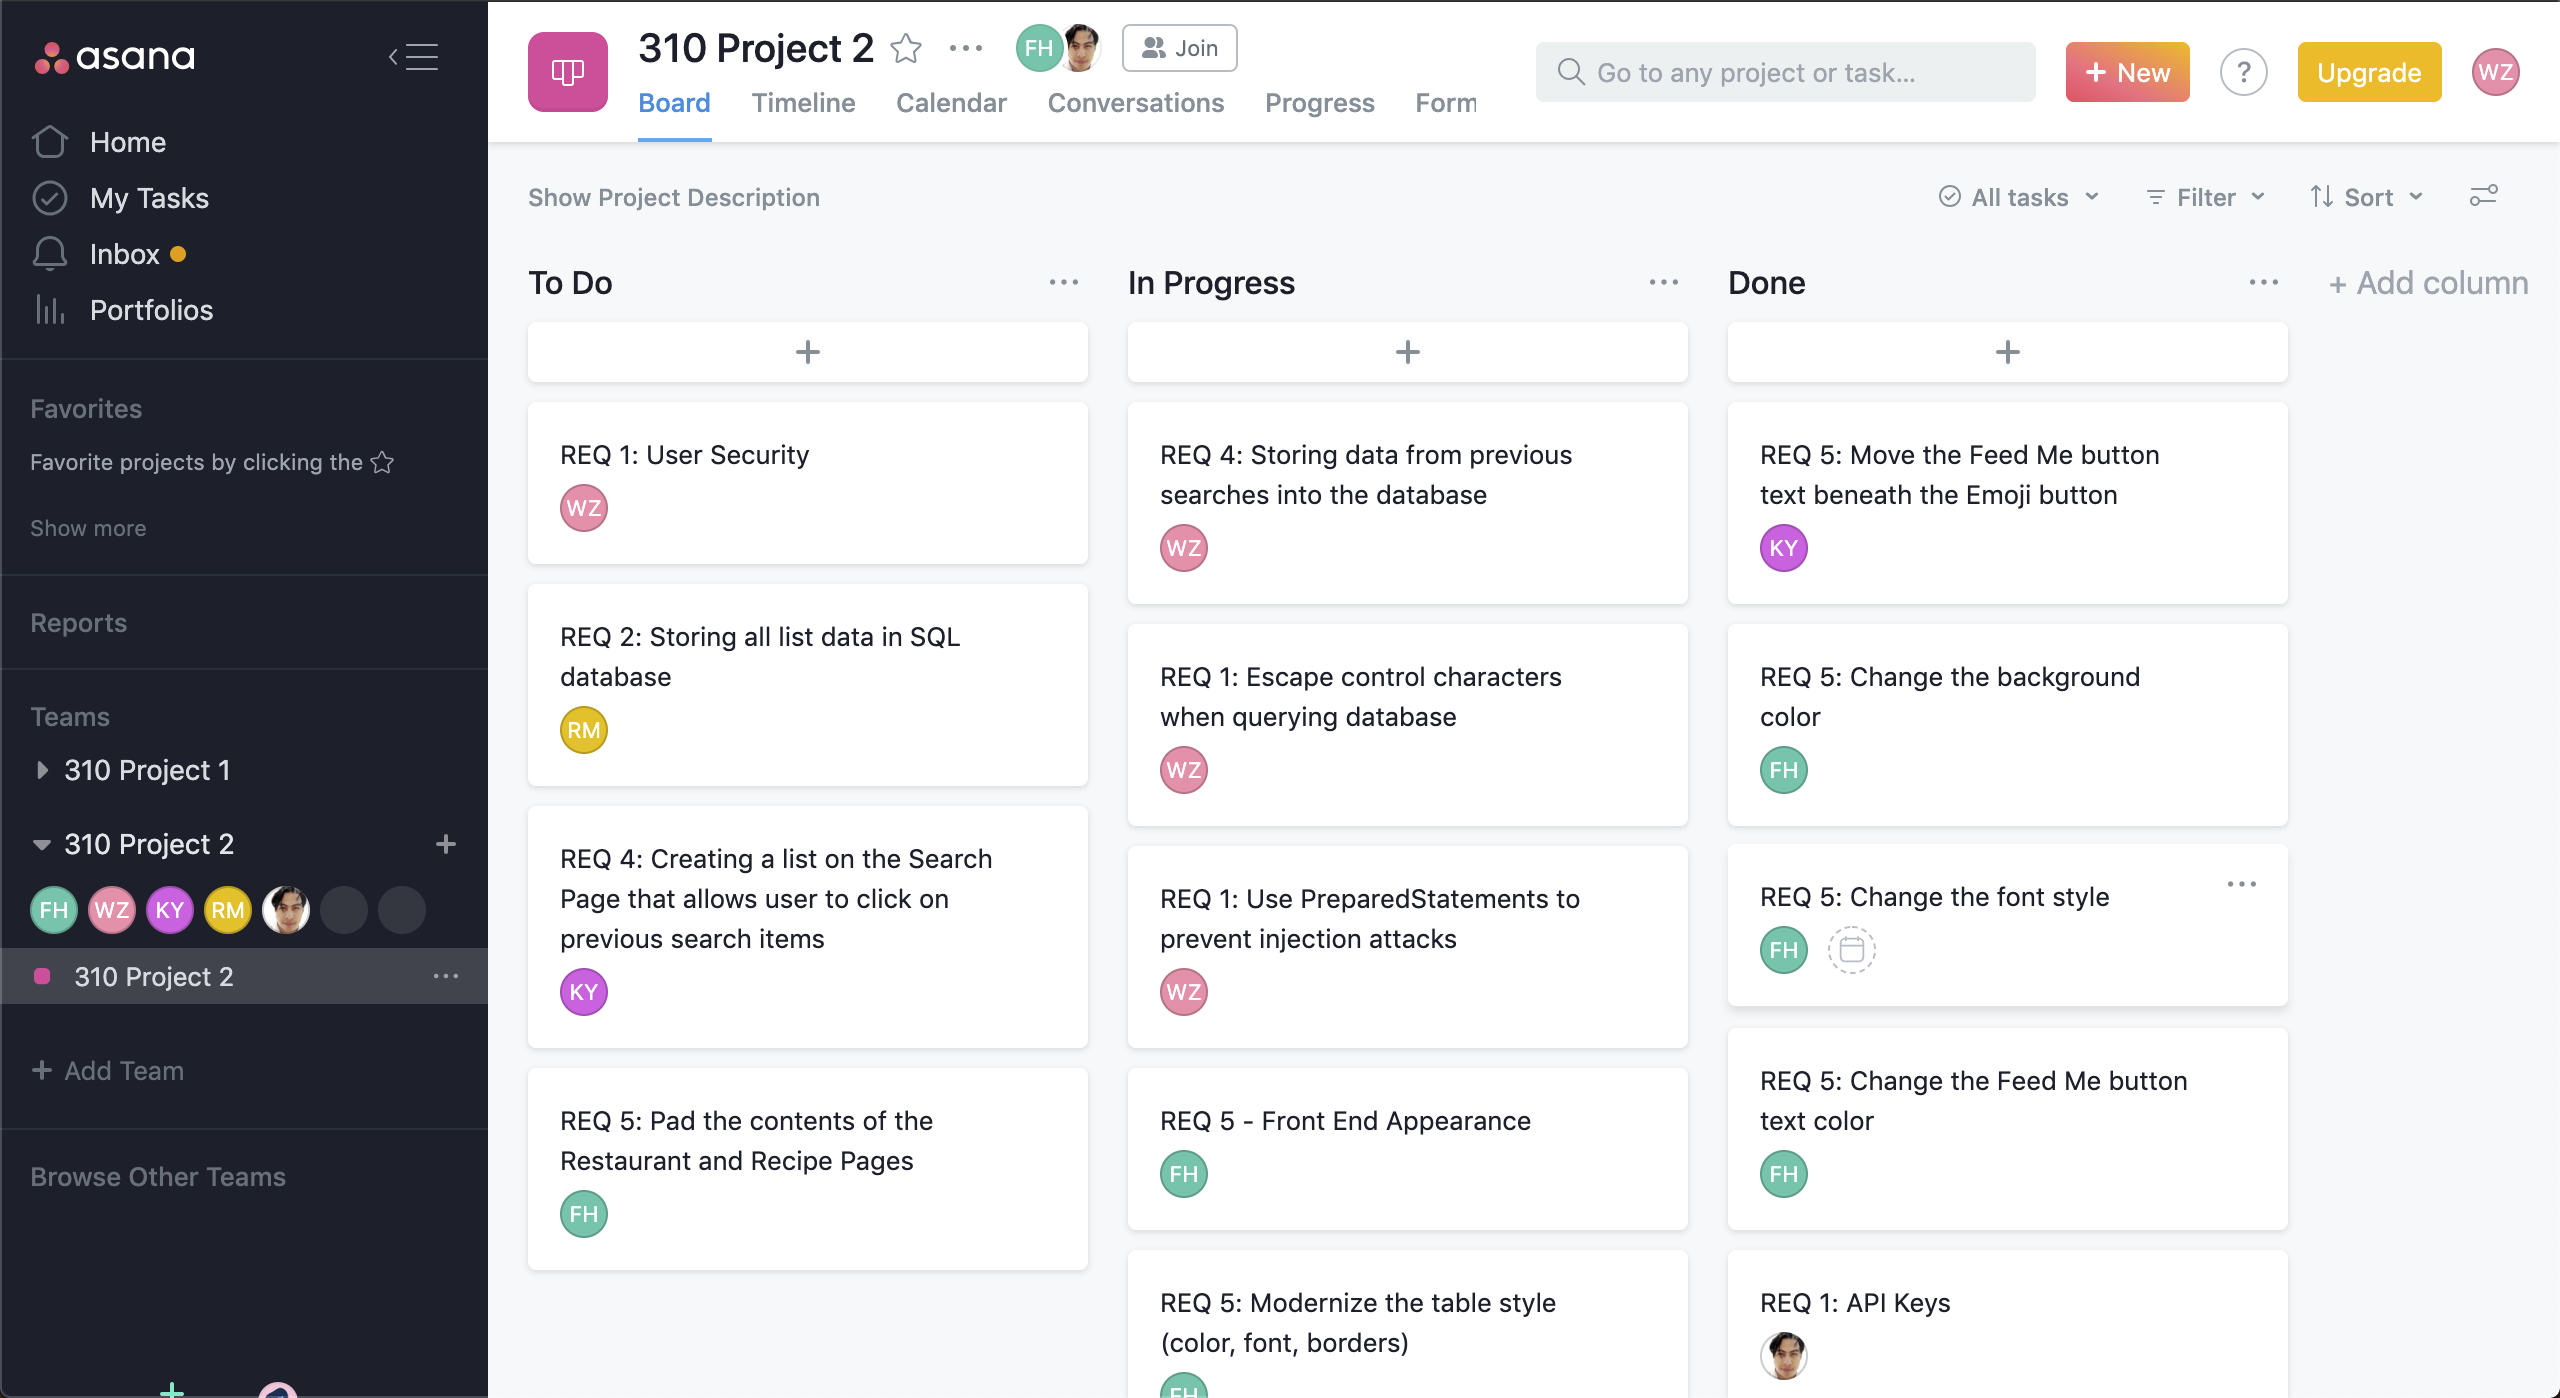 asana
Home
My Tasks
Inbox
Portfolios
Favorites
Favorite projects by clicking the
Show more
Reports
Teams
310 Project 1
310 Project 2
FH WZ KY RM
310 Project 2
+ Add Team
Browse Other Teams
310 Project 2
FH
Join
Board Timeline Calendar Conversations Progress Form
Go to any project or task...
+ New
?
Upgrade
WZ
Show Project Description
All tasks
Filter
Sort
To Do
REQ 1: User Security
WZ
REQ 2: Storing all list data in SQL
database
RM
REQ 4: Creating a list on the Search
Page that allows user to click on
previous search items
KY
REQ 5: Pad the contents of the
Restaurant and Recipe Pages
FH
In Progress
REQ 4: Storing data from previous
searches into the database
WZ
REQ 1: Escape control characters
when querying database
WZ
REQ 1: Use PreparedStatements to
prevent injection attacks
WZ
REQ 5 - Front End Appearance
FH
REQ 5: Modernize the table style
(color, font, borders)
FH
Done
REQ 5: Move the Feed Me button
text beneath the Emoji button
KY
REQ 5: Change the background
color
FH
REQ 5: Change the font style
FH
REQ 5: Change the Feed Me button
text color
FH
REQ 1: API Keys
+ Add column